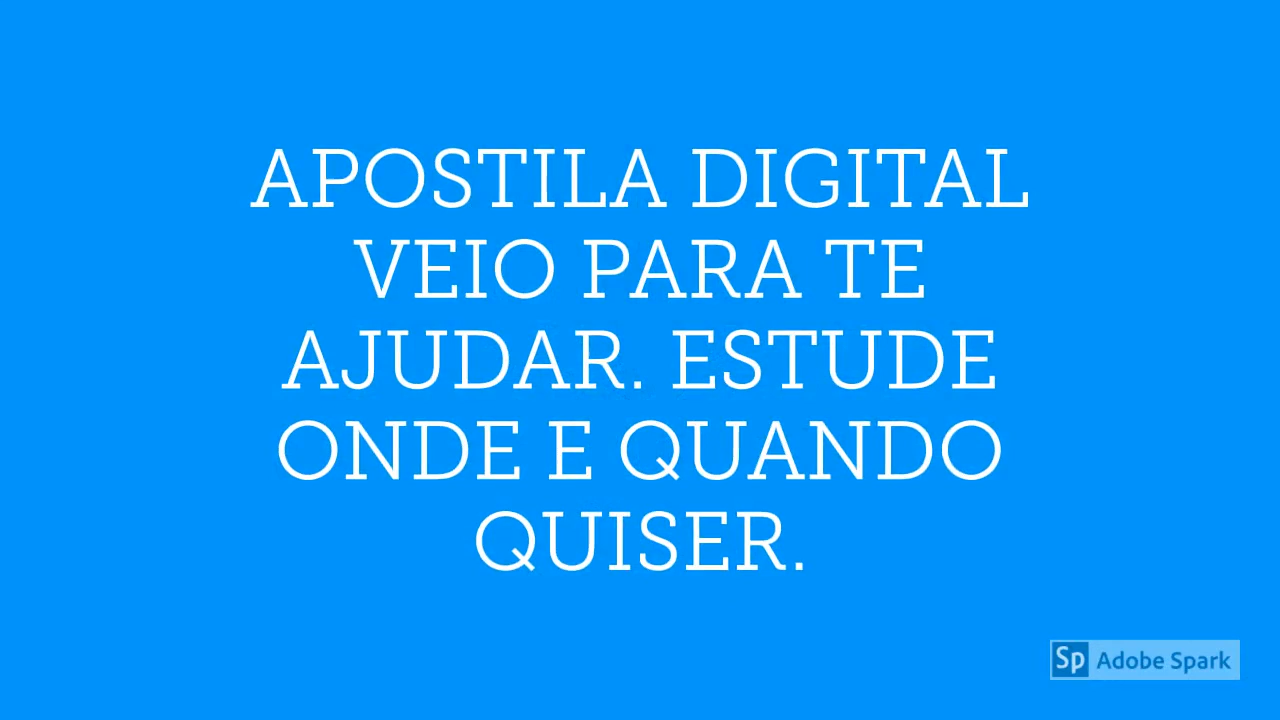 APOSTILA DIGITAL
VEIO PARA TE
AJUDAR. ESTUDE
ONDE E QUANDO
QUISER.
Sp Adobe Spark